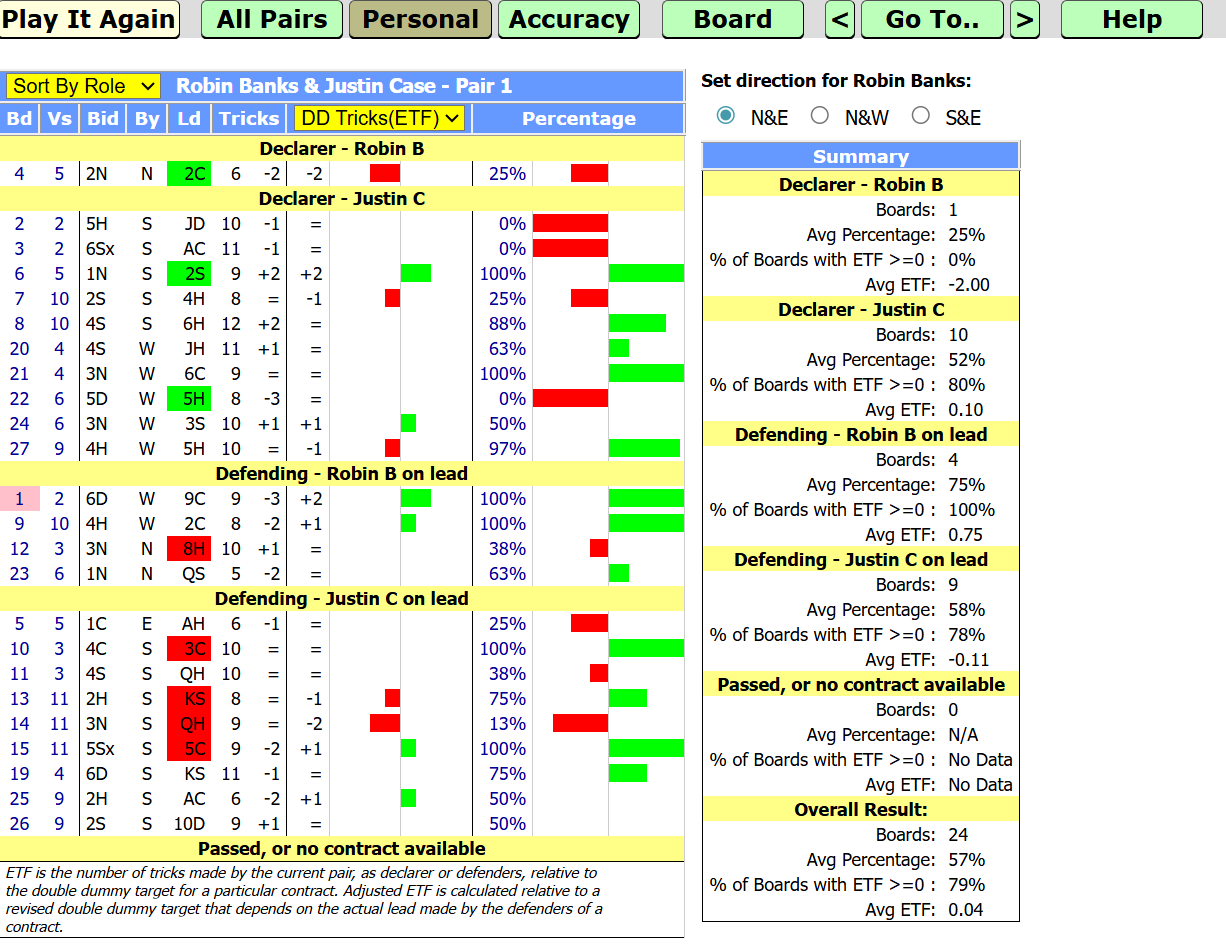 Play It Again All Pairs Personal Accuracy Board < Go To.. > Help
Sort By Role Robin Banks & Justin Case - Pair 1
Bd Vs Bid By Ld Tricks DD Tricks(ETF) Percentage
Declarer - Robin B
4 5 2N N 2C 6 -2 -2 25%
Declarer - Justin C
2 2 5H S JD 10 -1 = 0%
3 2 6Sx S AC 11 -1 = 0%
6 5 1N S 2S 9 +2 +2 100%
7 10 2S S 4H 8 = -1 25%
8 10 4S S 6H 12 +2 = 88%
20 4 4S W JH 11 +1 = 63%
21 4 3N W 6C 9 = = 100%
22 6 5D W 5H 8 -3 = 0%
24 6 3N W 3S 10 +1 +1 50%
27 9 4H W 5H 10 = -1 97%
Defending - Robin B on lead
1 2 6D W 9C 9 -3 +2 100%
9 10 4H W 2C 8 -2 +1 100%
12 3 3N N 8H 10 +1 = 38%
23 6 1N N QS 5 -2 = 63%
Defending - Justin C on lead
5 5 1C E AH 6 -1 = 25%
10 3 4C S 3C 10 = = 100%
11 3 4S S QH 10 = = 38%
13 11 2H S KS 8 = -1 75%
14 11 3N S QH 9 = -2 13%
15 11 5Sx S 5C 9 -2 +1 100%
19 4 6D S KS 11 -1 = 75%
25 9 2H S AC 6 -2 +1 50%
26 9 2S S 10D 9 +1 = 50%
Passed, or no contract available
ETF is the number of tricks made by the current pair, as declarer or defenders, relative to
the double dummy target for a particular contract. Adjusted ETF is calculated relative to a
revised double dummy target that depends on the actual lead made by the defenders of a
contract.
Set direction for Robin Banks:
N&E N&W S&E
Summary
Declarer - Robin B
Boards: 1
Avg Percentage: 25%
% of Boards with ETF >=0 : 0%
Avg ETF: -2.00
Declarer - Justin C
Boards: 10
Avg Percentage: 52%
% of Boards with ETF >=0 : 80%
Avg ETF: 0.10
Defending - Robin B on lead
Boards: 4
Avg Percentage: 75%
% of Boards with ETF >=0 : 100%
Avg ETF: 0.75
Defending - Justin C on lead
Boards: 9
Avg Percentage: 58%
% of Boards with ETF >=0 : 78%
Avg ETF: -0.11
Passed, or no contract available
Boards: 0
Avg Percentage: N/A
% of Boards with ETF >=0 : No Data
Avg ETF: No Data
Overall Result:
Boards: 24
Avg Percentage: 57%
% of Boards with ETF >=0 : 79%
Avg ETF: 0.04